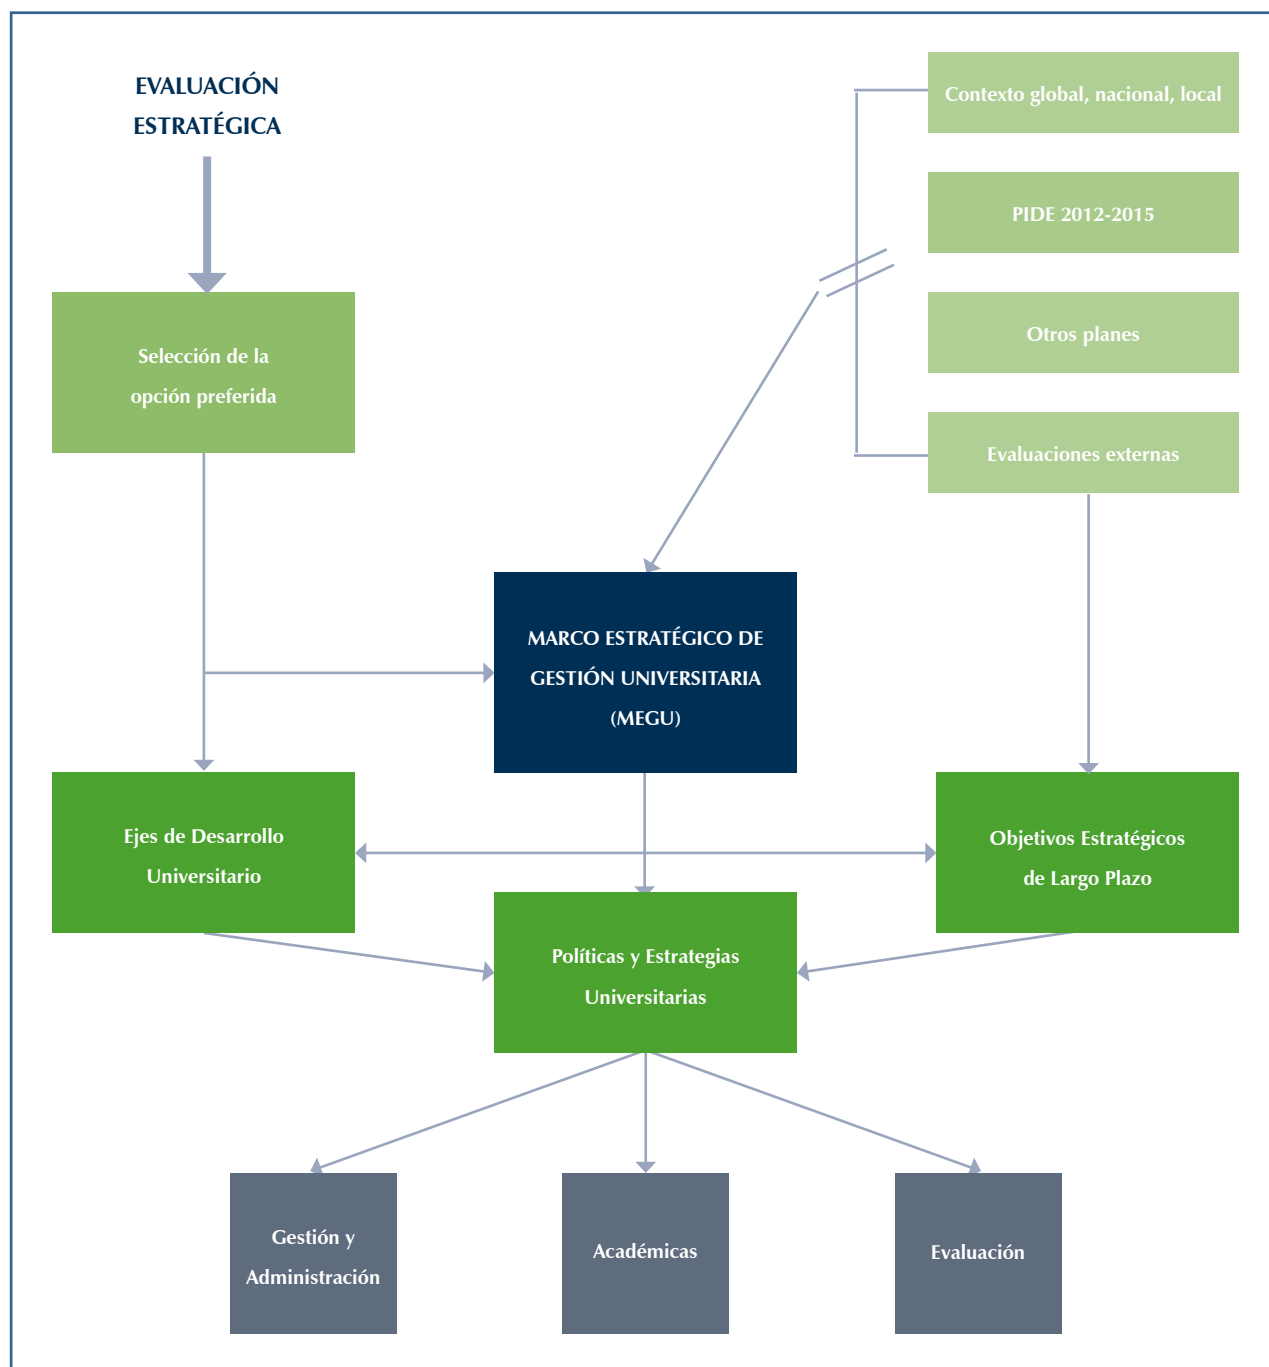 EVALUACIÓN
ESTRATÉGICA
Contexto global, nacional, local
PIDE 2012-2015
Otros planes
Evaluaciones externas
Selección de la
opción preferida
MARCO ESTRATÉGICO DE
GESTIÓN UNIVERSITARIA
(MEGU)
Ejes de Desarrollo
Universitario
Objetivos Estratégicos
de Largo Plazo
Políticas y Estrategias
Universitarias
Gestión y
Administración
Académicas
Evaluación